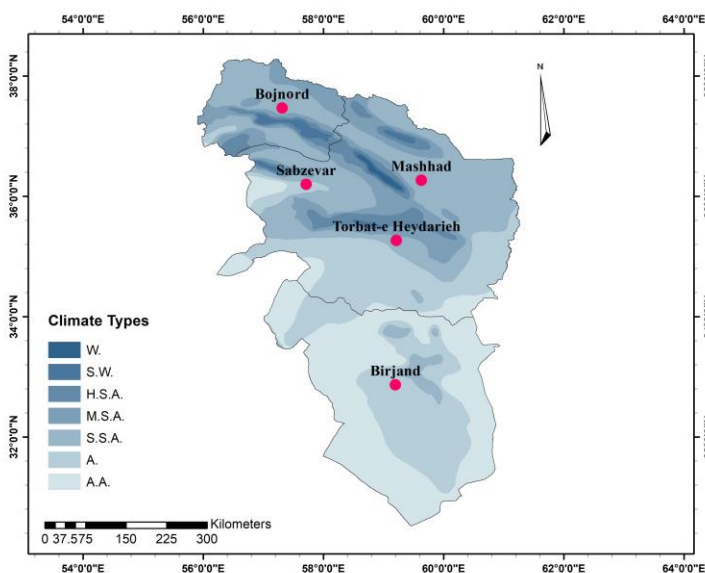 54°0'0"E 56°0'0"E 58°0'0"E 60°0'0"E 62°0'0"E 64°0'0"E
38°0'0"N
36°0'0"N
34°0'0"N
32°0'0"N
N
Bojnord
Mashhad
Sabzevar
Torbat-e Heydarieh
Birjand
Climate Types
W.
S.W.
H.S.A.
M.S.A.
S.S.A.
A.
A.A.
Kilometers
0 37.575 150 225 300
54°0'0"E 56°0'0"E 58°0'0"E 60°0'0"E 62°0'0"E 64°0'0"E